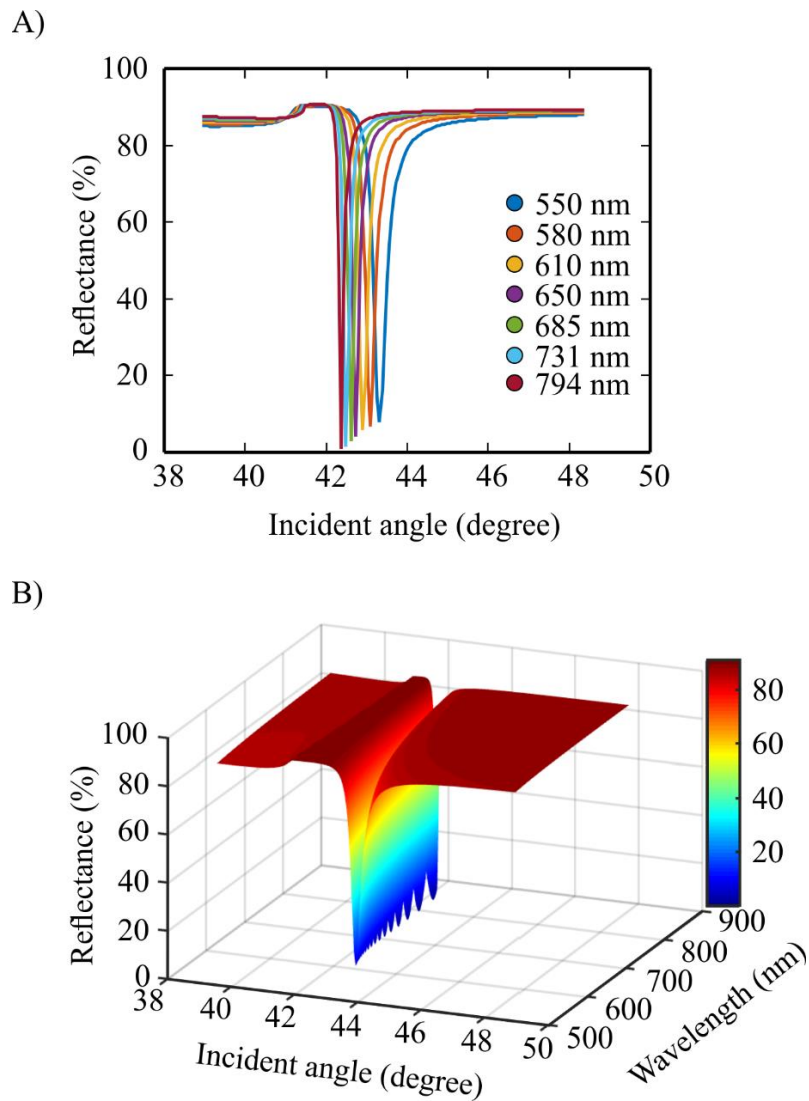 A)
100
80
60
40
20
0
Reflectance (%)
550 nm
580 nm
610 nm
650 nm
685 nm
731 nm
794 nm
38 40 42 44 46 48 50
Incident angle (degree)
B)
100
80
60
40
20
0
Reflectance (%)
80
60
40
20
38 40 42 44 46 48 50
Incident angle (degree)
500 600 700 800 900
Wavelength (nm)